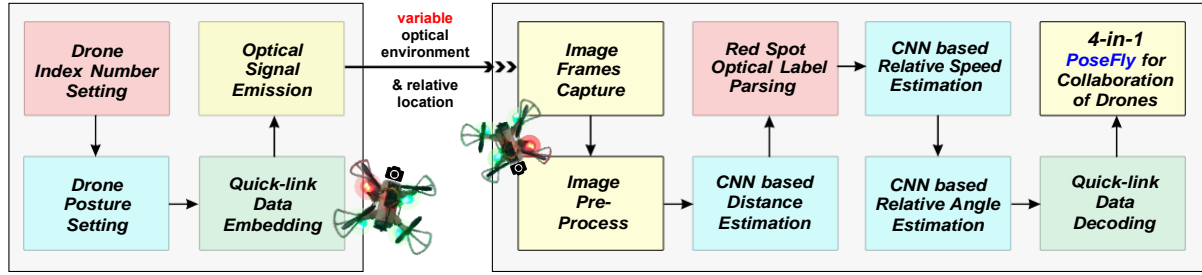 Drone
Index Number
Setting
Drone
Posture
Setting
Quick-link
Data
Embedding
Optical
Signal
Emission
variable
optical
environment
& relative
location
Image
Frames
Capture
Image
Pre-
Process
CNN based
Distance
Estimation
Red Spot
Optical Label
Parsing
CNN based
Relative Speed
Estimation
CNN based
Relative Angle
Estimation
Quick-link
Data
Decoding
4-in-1
PoseFly for
Collaboration
of Drones